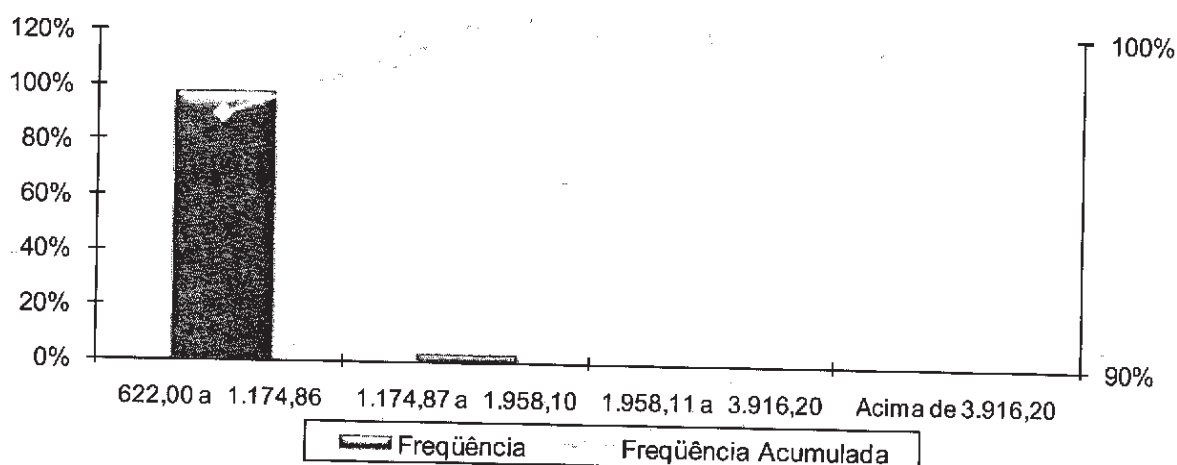 120%
100%
80%
60%
40%
20%
0%
100%
90%
622,00 a 1.174,86
1.174,87 a 1.958,10
1.958,11 a 3.916,20
Acima de 3.916,20
Freqüência
Freqüência Acumulada